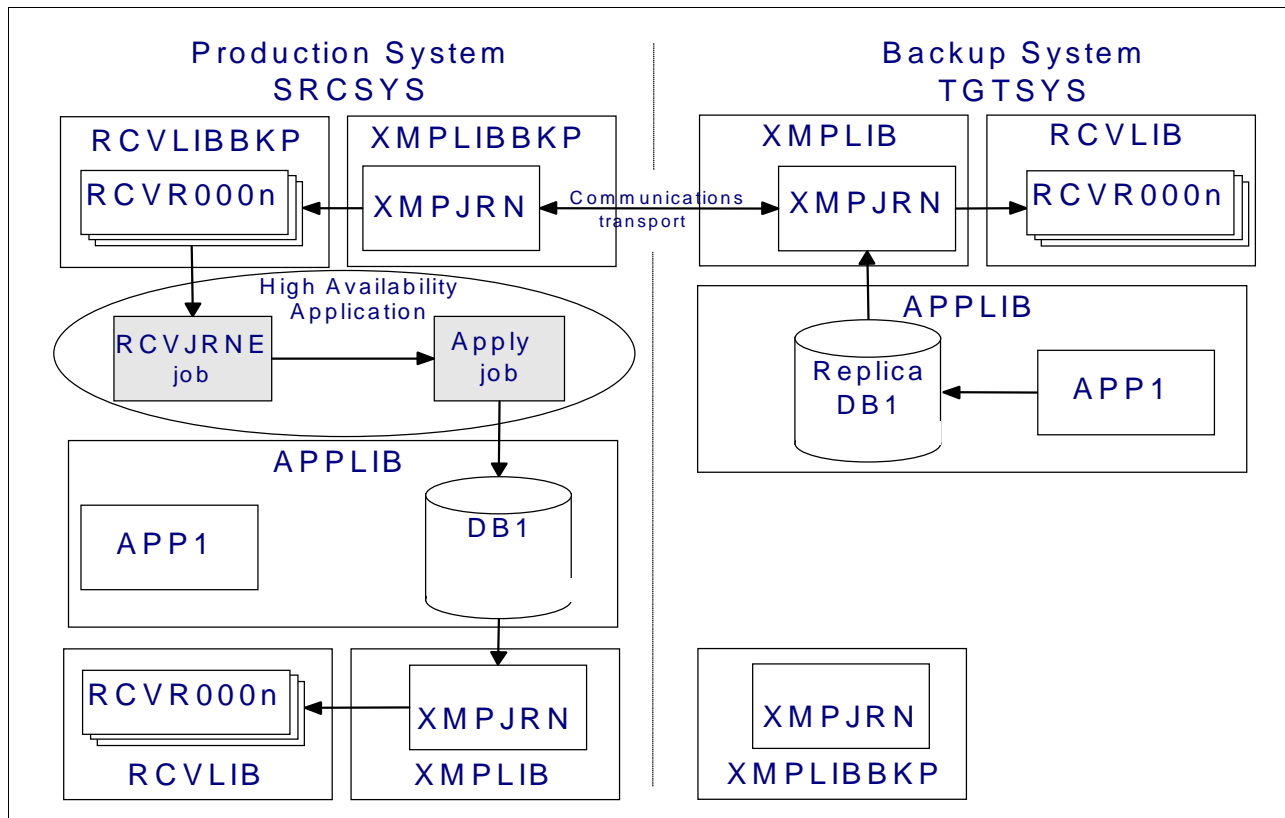 Production System
SRCSYS
Backup System
TGTSYS
RCVLIBBKP
RCVR000n
XMPLIBBKP
XMPJRN
Communications
transport
XMPLIB
XMPJRN
RCVLIB
RCVR000n
High Availability
Application
RCVJRNE
job
Apply
job
APPLIB
Replica
DB1
APP1
APPLIB
APP1
DB1
RCVR000n
RCVLIB
XMPJRN
XMPLIB
XMPJRN
XMPLIBBKP